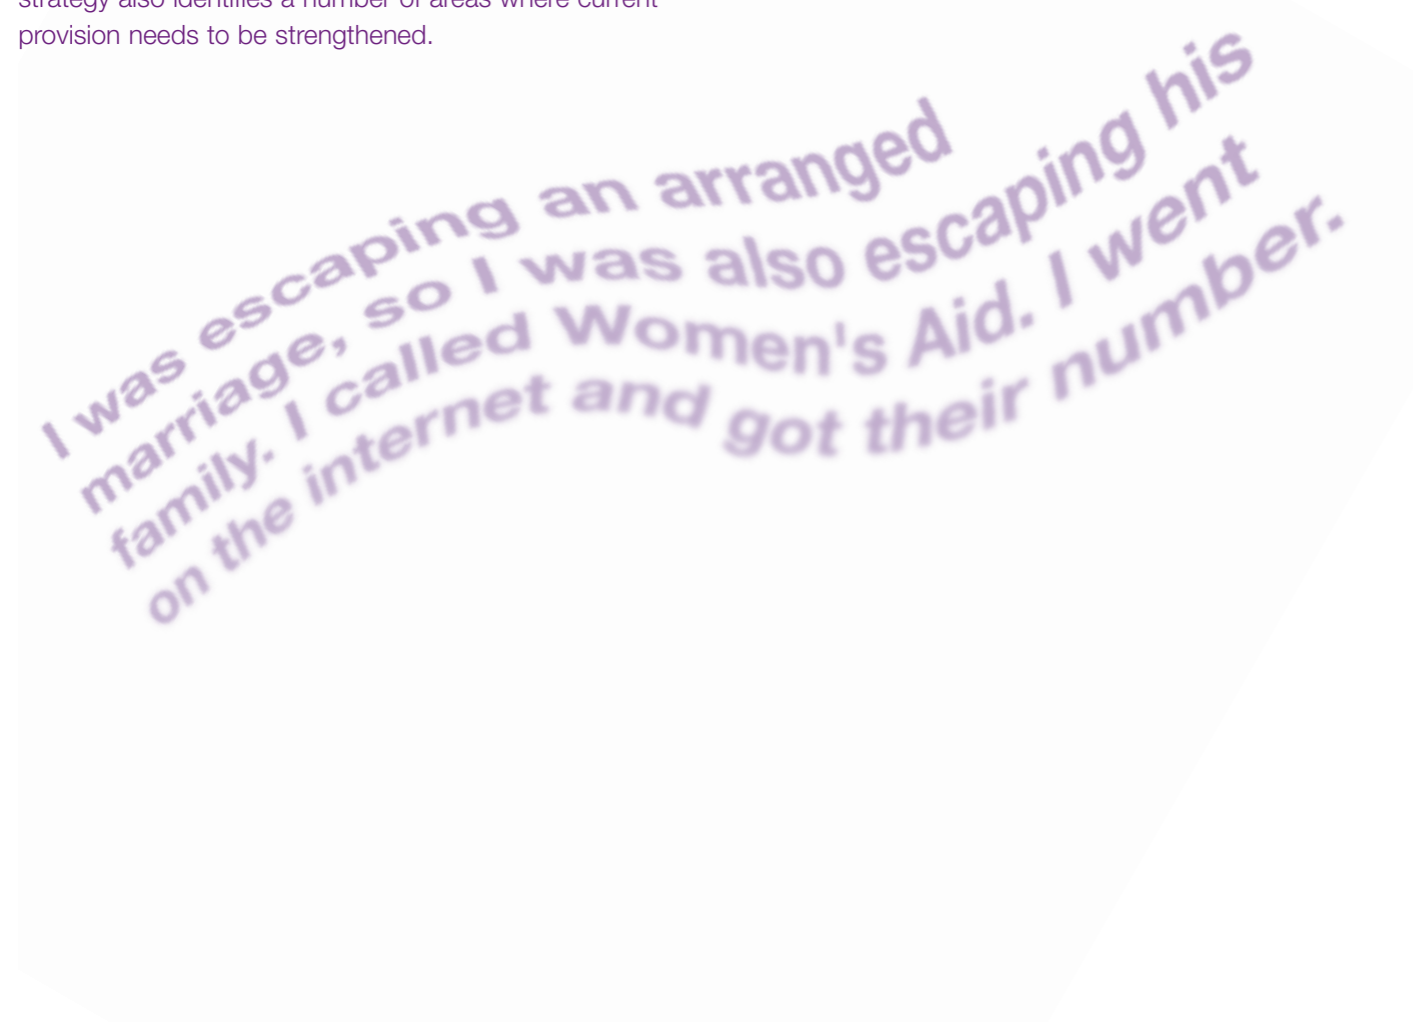 strategy also identifies a number of areas where current
provision needs to be strengthened.
I was escaping an arranged
marriage, so I was also escaping his
family. I called Women's Aid. I went
on the internet and got their number.